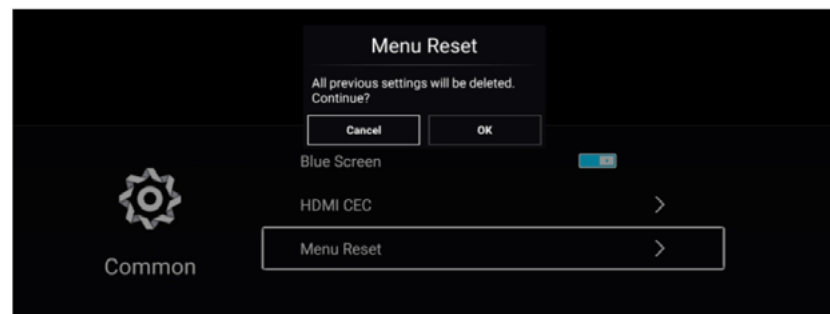 Menu Reset
All previous settings will be deleted.
Continue?
Cancel OK
Blue Screen
HDMI CEC
Menu Reset
Common